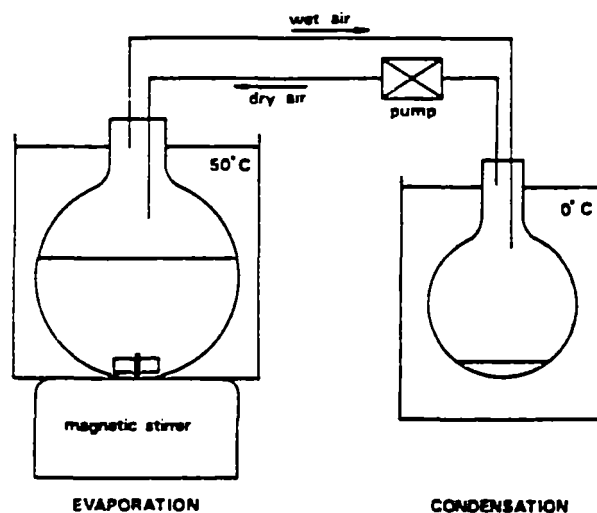 wet air
dry air
pump
50°C
0°C
magnetic stirrer
EVAPORATION
CONDENSATION